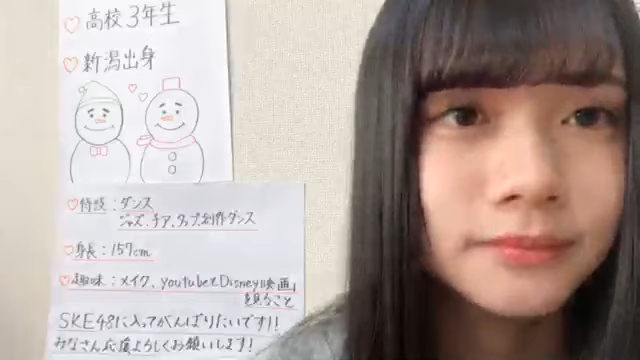 ♡高校3年生
♡新潟出身
♡特技:ダンス
ジャズ、チア、タップ、創作ダンス
♡身長:157cm
♡趣味:メイク、youtubeとDisney映画
を見ること
SKE48に入ってがんばりたいです!!
みなさん応援よろしくお願いします!